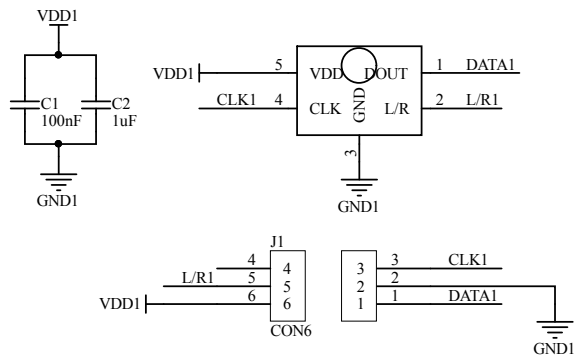 VDD1
C1
100nF
C2
1uF
GND1
VDD1
5
VDD
DOUT
1
DATA1
CLK1
4
CLK
GND
L/R
2
L/R1
3
GND1
J1
4
4
L/R1
5
5
VDD1
6
6
CON6
3
3
CLK1
2
2
1
1
DATA1
GND1